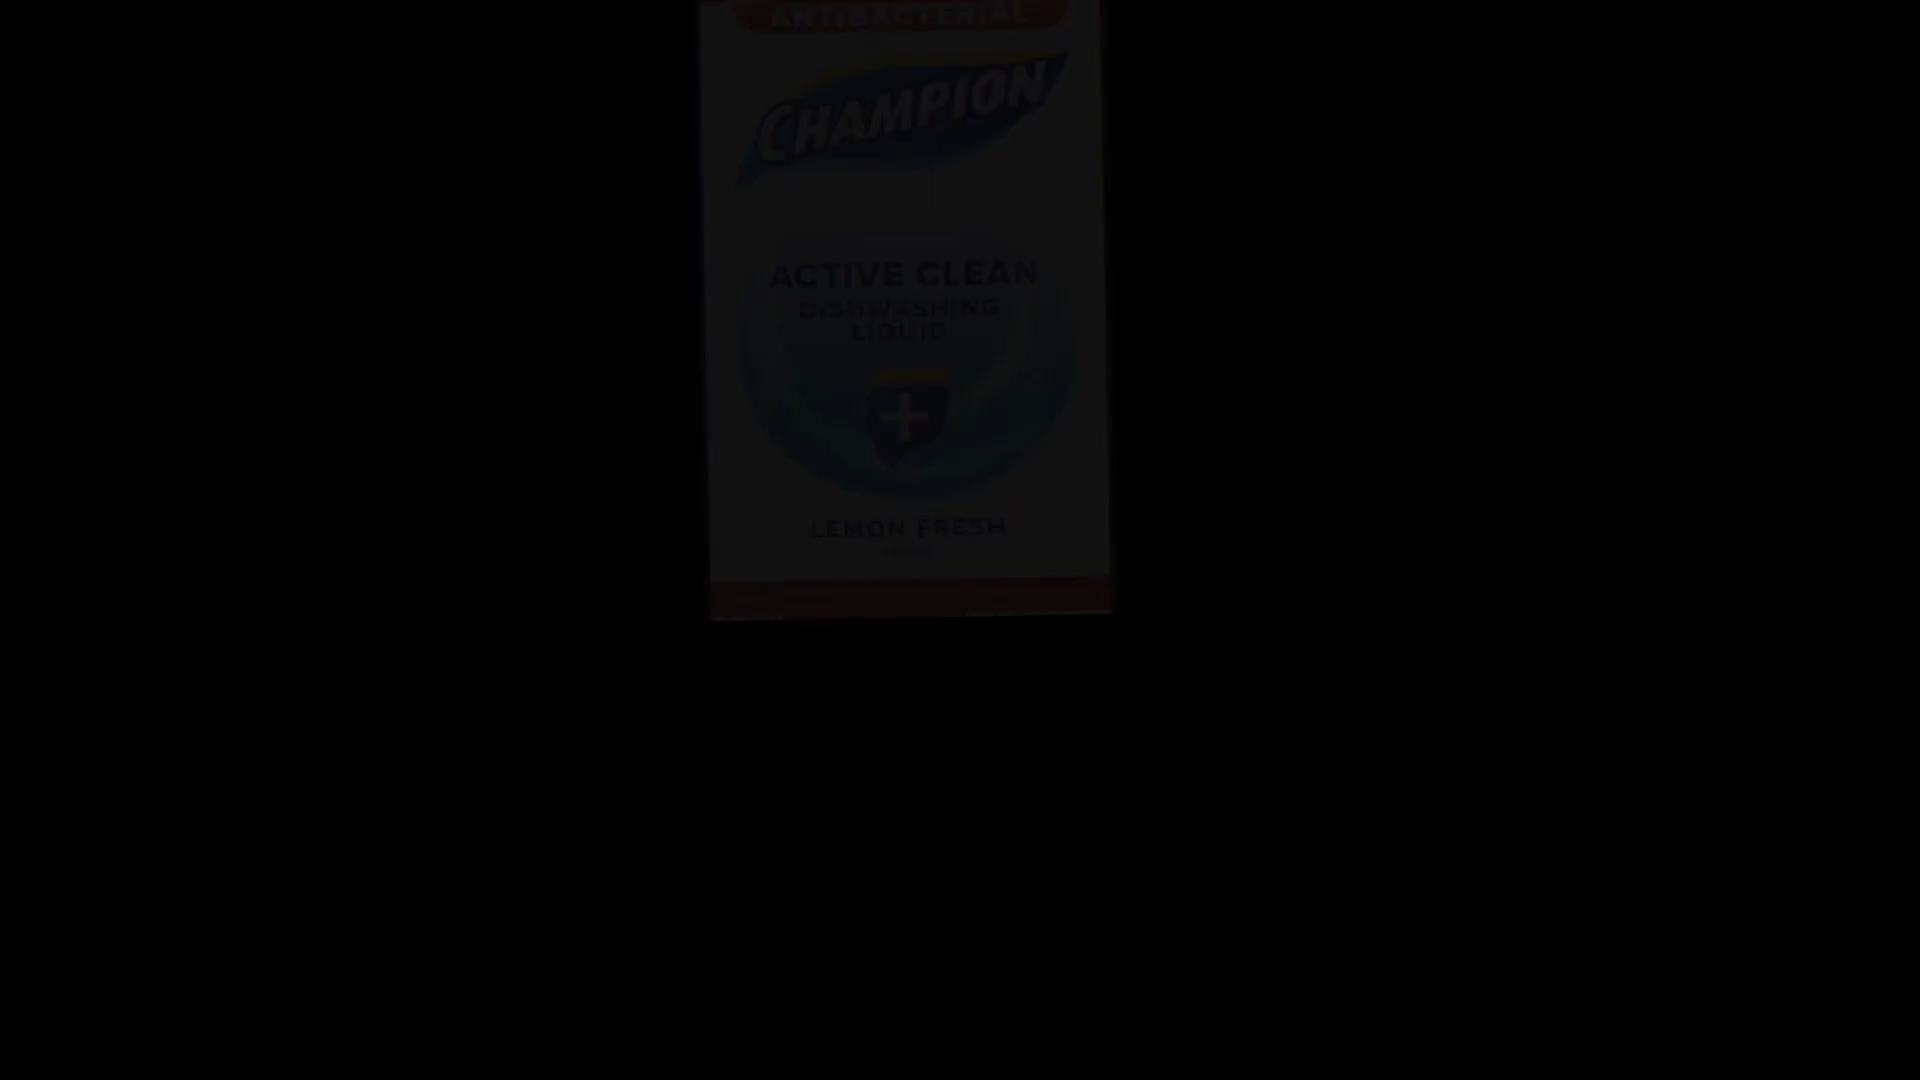 ANTIBACTERIAL
CHAMPION
ACTIVE CLEAN
DISHWASHING
LIQUID
LEMON FRESH